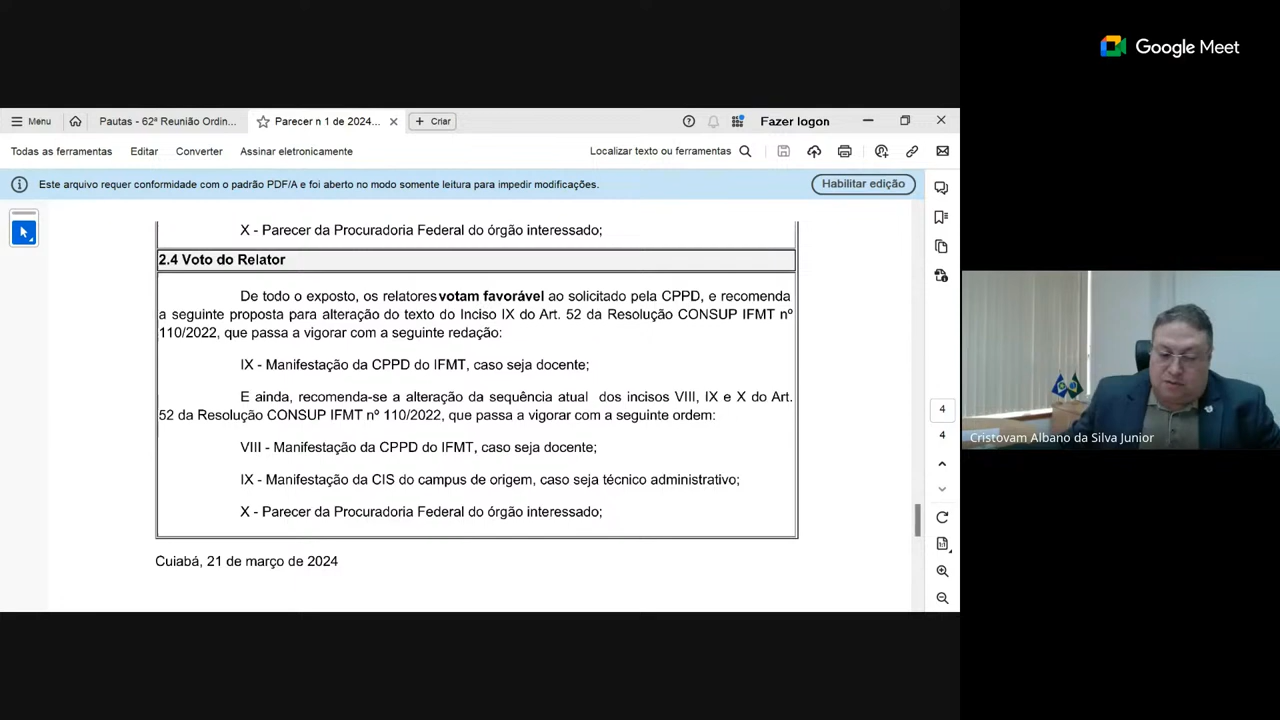 Google Meet
Menu
Pautas - 62ª Reunião Ordin...
Parecer n 1 de 2024...
Criar
Fazer logon
Todas as ferramentas
Editar
Converter
Assinar eletronicamente
Localizar texto ou ferramentas
Este arquivo requer conformidade com o padrão PDF/A e foi aberto no modo somente leitura para impedir modificações.
Habilitar edição
X - Parecer da Procuradoria Federal do órgão interessado;
2.4 Voto do Relator
De todo o exposto, os relatores votam favorável ao solicitado pela CPPD, e recomenda
a seguinte proposta para alteração do texto do Inciso IX do Art. 52 da Resolução CONSUP IFMT nº
110/2022, que passa a vigorar com a seguinte redação:
IX - Manifestação da CPPD do IFMT, caso seja docente;
E ainda, recomenda-se a alteração da sequência atual dos incisos VIII, IX e X do Art.
52 da Resolução CONSUP IFMT nº 110/2022, que passa a vigorar com a seguinte ordem:
VIII - Manifestação da CPPD do IFMT, caso seja docente;
IX - Manifestação da CIS do campus de origem, caso seja técnico administrativo;
X - Parecer da Procuradoria Federal do órgão interessado;
Cuiabá, 21 de março de 2024
4
4
Cristovam Albano da Silva Junior